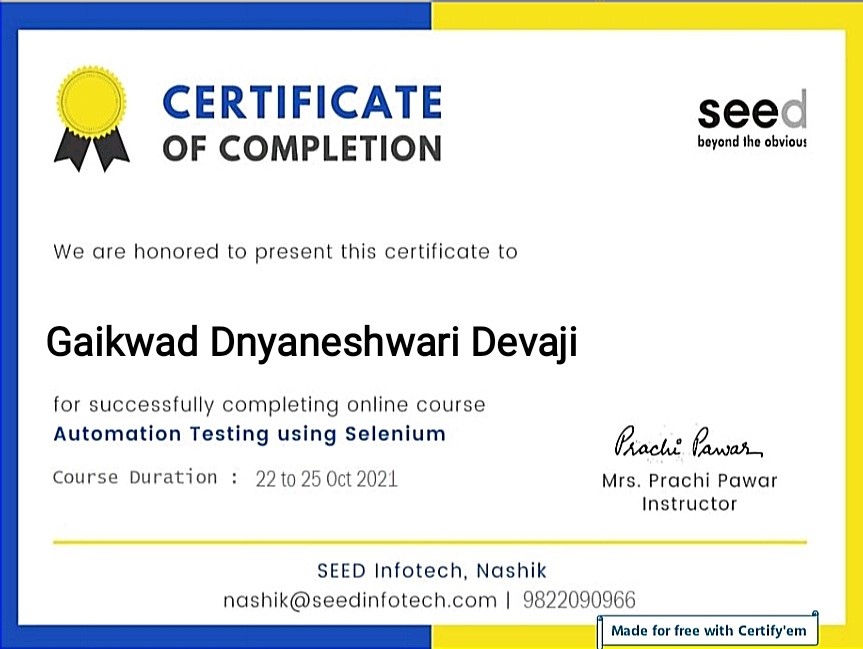 CERTIFICATE
OF COMPLETION
seed
beyond the obvious
We are honored to present this certificate to
Gaikwad Dnyaneshwari Devaji
for successfully completing online course
Automation Testing using Selenium
Course Duration : 22 to 25 Oct 2021
Prachi Pawar
Mrs. Prachi Pawar
Instructor
SEED Infotech, Nashik
nashik@seedinfotech.com | 9822090966
Made for free with Certify'em